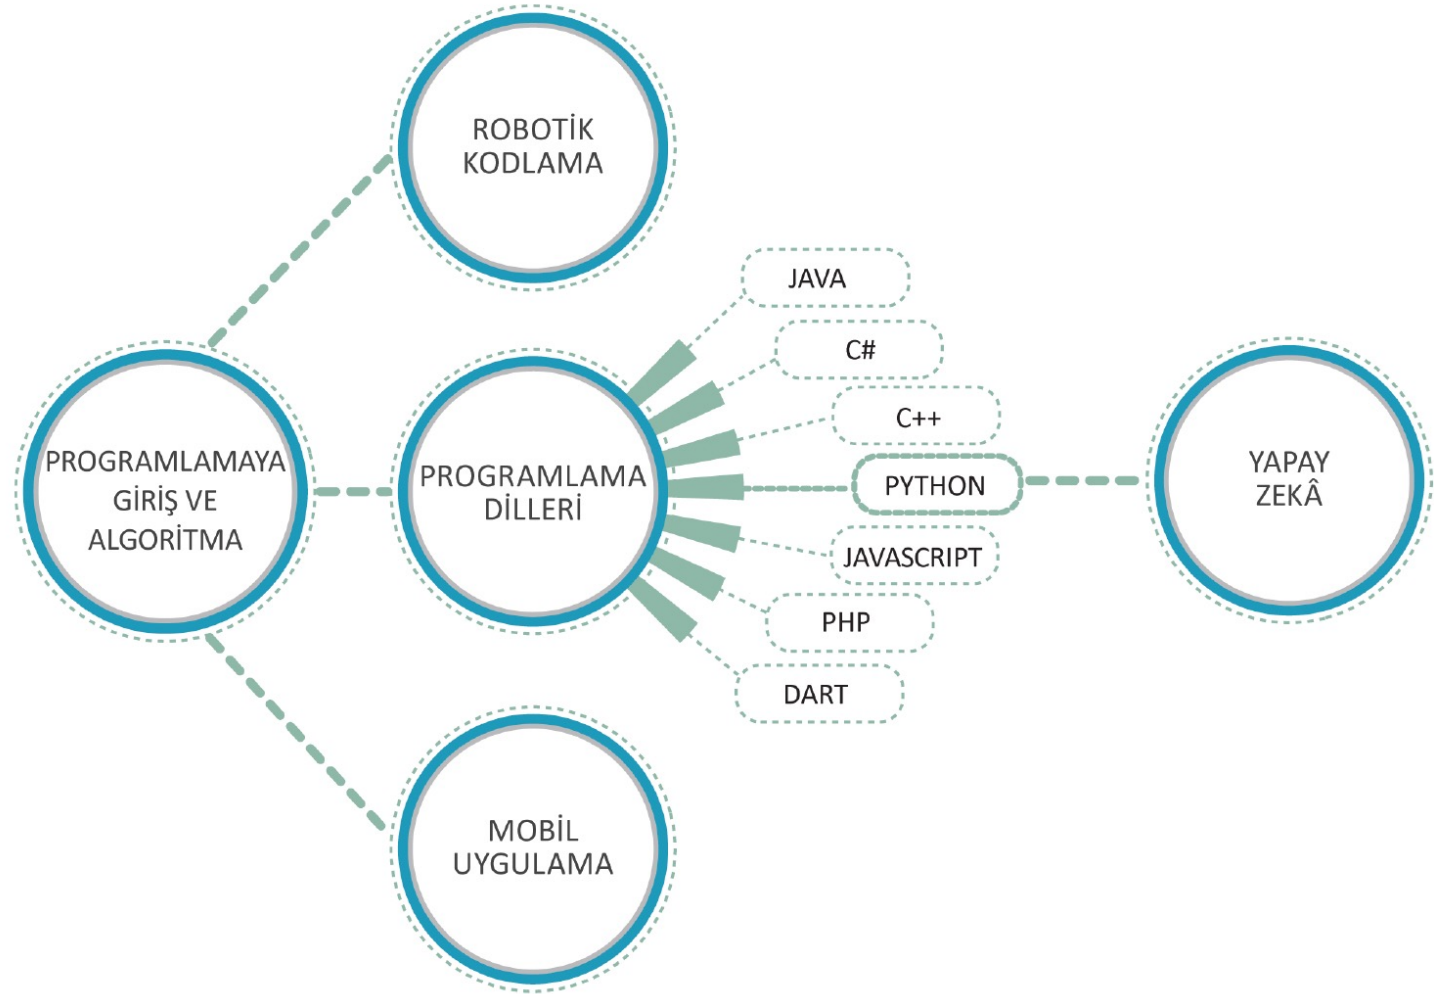 ROBOTİK
KODLAMA
PROGRAMLAMAYA
GİRİŞ VE
ALGORİTMA
PROGRAMLAMA
DİLLERİ
JAVA
C#
C++
PYTHON
JAVASCRIPT
PHP
DART
YAPAY
ZEKÂ
MOBİL
UYGULAMA